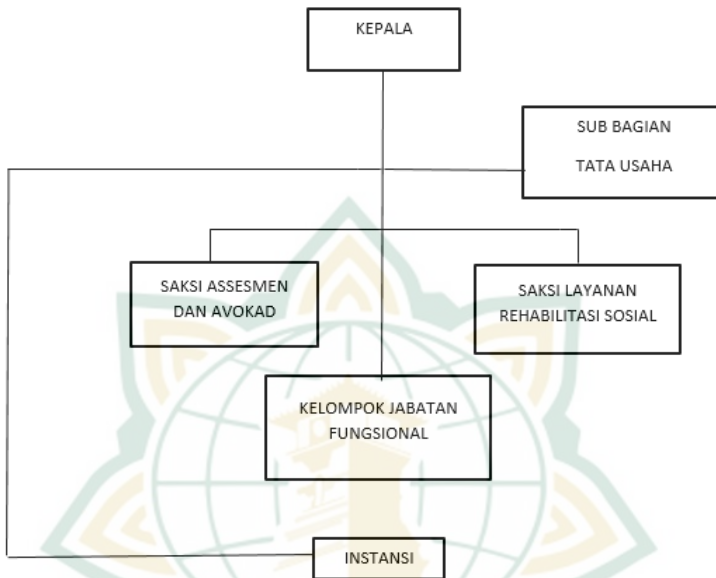 KEPALA
SUB BAGIAN
TATA USAHA
SAKSI ASSESMEN
DAN AVOKAD
SAKSI LAYANAN
REHABILITASI SOSIAL
KELOMPOK JABATAN
FUNGSIONAL
INSTANSI